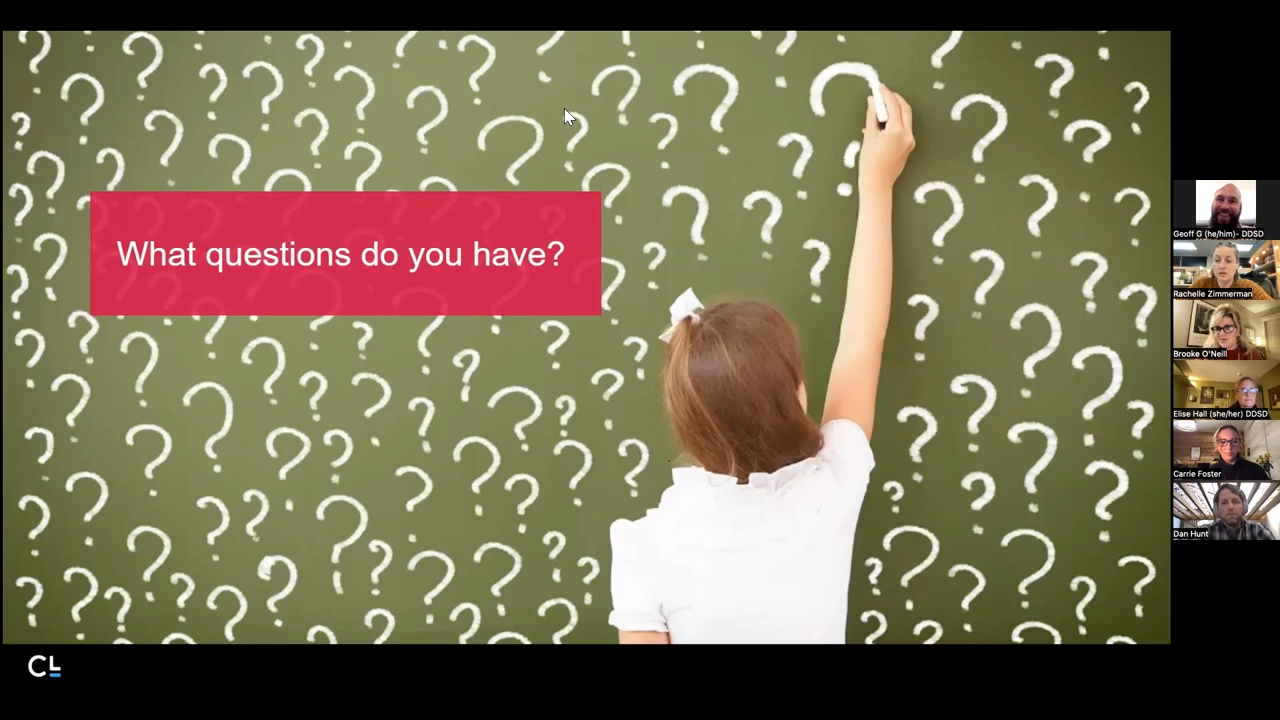 What questions do you have?
Geoff G (he/him)- DDSD
Rachelle Zimmerman
Brooke O'Neill
Elise Hall (she/her) DDSD
Carrie Foster
Dan Hunt
CL